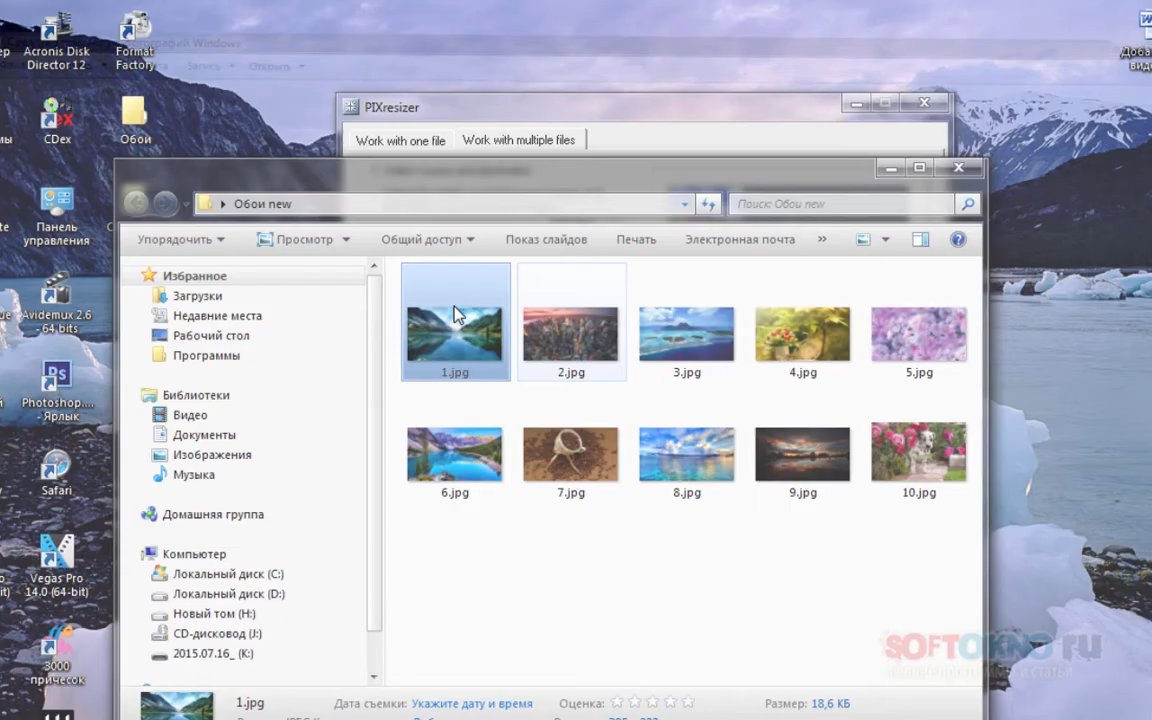 Acronis Disk
Director 12
Format
Factory
графий Windows
Запись
Открыть
CDex
Обои
Панель
управления
Avidemux 2.6
- 64 bits
Photoshop....
- Ярлык
Safari
Vegas Pro
14.0 (64-bit)
3000
причесок
PIXresizer
Work with one file
Work with multiple files
Обои new
Поиск: Обои new
Упорядочить
Просмотр
Общий доступ
Показ слайдов
Печать
Электронная почта
»
Избранное
Загрузки
Недавние места
Рабочий стол
Программы
Библиотеки
Видео
Документы
Изображения
Музыка
Домашняя группа
Компьютер
Локальный диск (C:)
Локальный диск (D:)
Новый том (H:)
CD-дисковод (J:)
2015.07.16_ (K:)
1.jpg
2.jpg
3.jpg
4.jpg
5.jpg
6.jpg
7.jpg
8.jpg
9.jpg
10.jpg
1.jpg
Дата съемки: Укажите дату и время
Оценка:
Размер: 18,6 КБ
SOFTOKNO.RU